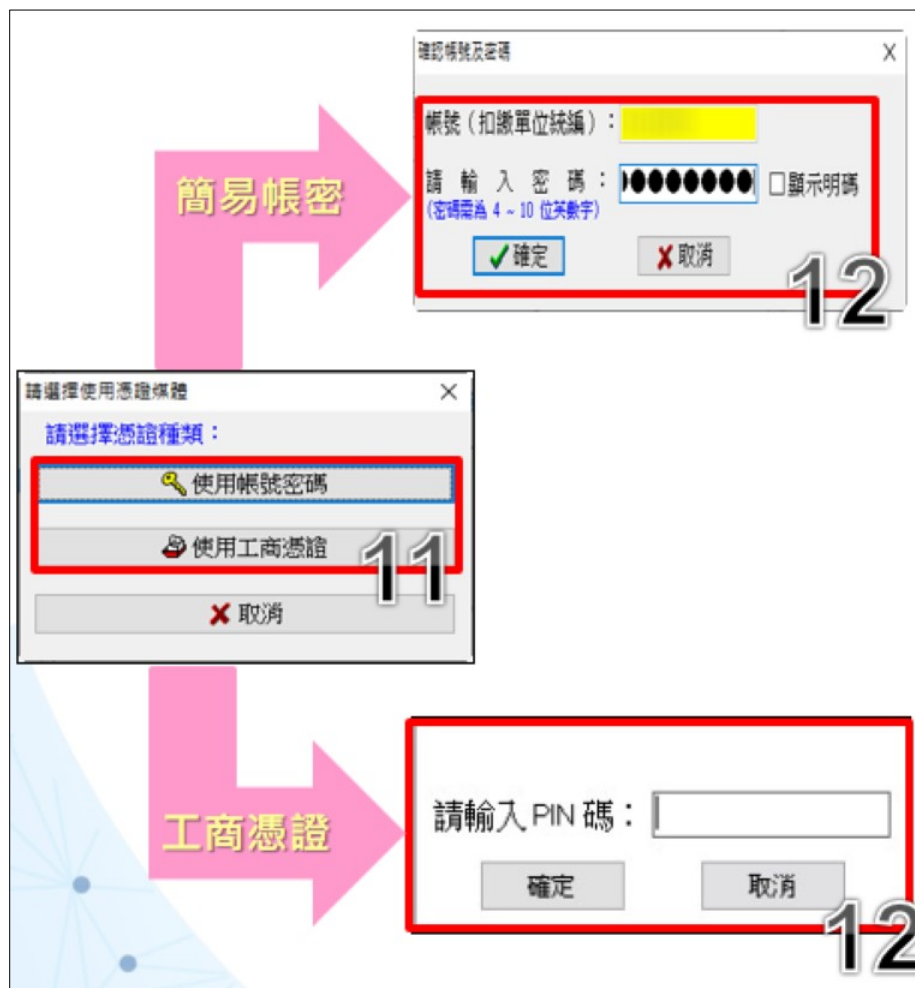 確認帳號及密碼
帳號（扣繳單位統編）：
請輸入密碼： ●●●●●●●● □顯示明碼
(密碼需為 4 ~ 10 位英數字)
確定 取消
12
簡易帳密
請選擇使用憑證媒體
請選擇憑證種類：
使用帳號密碼
使用工商憑證
11
取消
工商憑證
請輸入 PIN 碼：
確定 取消
12